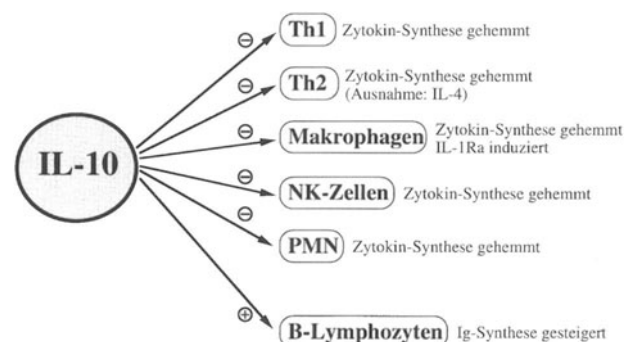 IL-10
⊖
Th1 Zytokin-Synthese gehemmt
⊖
Th2 Zytokin-Synthese gehemmt
(Ausnahme: IL-4)
⊖
Makrophagen Zytokin-Synthese gehemmt
IL-1Ra induziert
⊖
NK-Zellen Zytokin-Synthese gehemmt
⊖
PMN Zytokin-Synthese gehemmt
⊕
B-Lymphozyten Ig-Synthese gesteigert